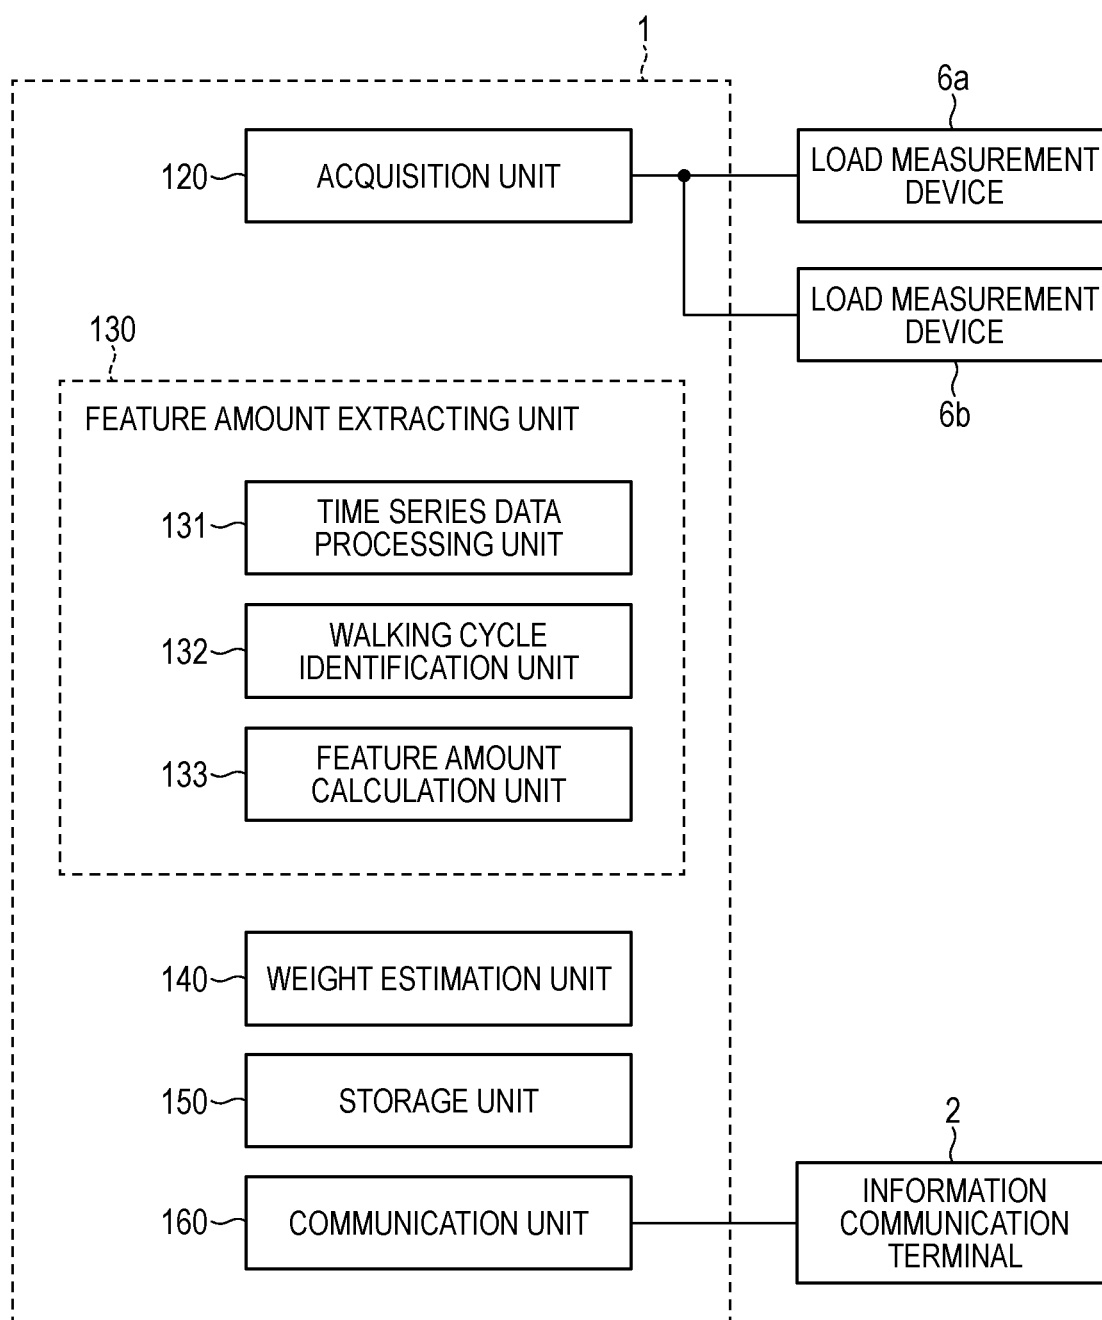 1
6a
120
ACQUISITION UNIT
LOAD MEASUREMENT
DEVICE
LOAD MEASUREMENT
DEVICE
6b
130
FEATURE AMOUNT EXTRACTING UNIT
131
TIME SERIES DATA
PROCESSING UNIT
132
WALKING CYCLE
IDENTIFICATION UNIT
133
FEATURE AMOUNT
CALCULATION UNIT
140
WEIGHT ESTIMATION UNIT
150
STORAGE UNIT
2
160
COMMUNICATION UNIT
INFORMATION
COMMUNICATION
TERMINAL